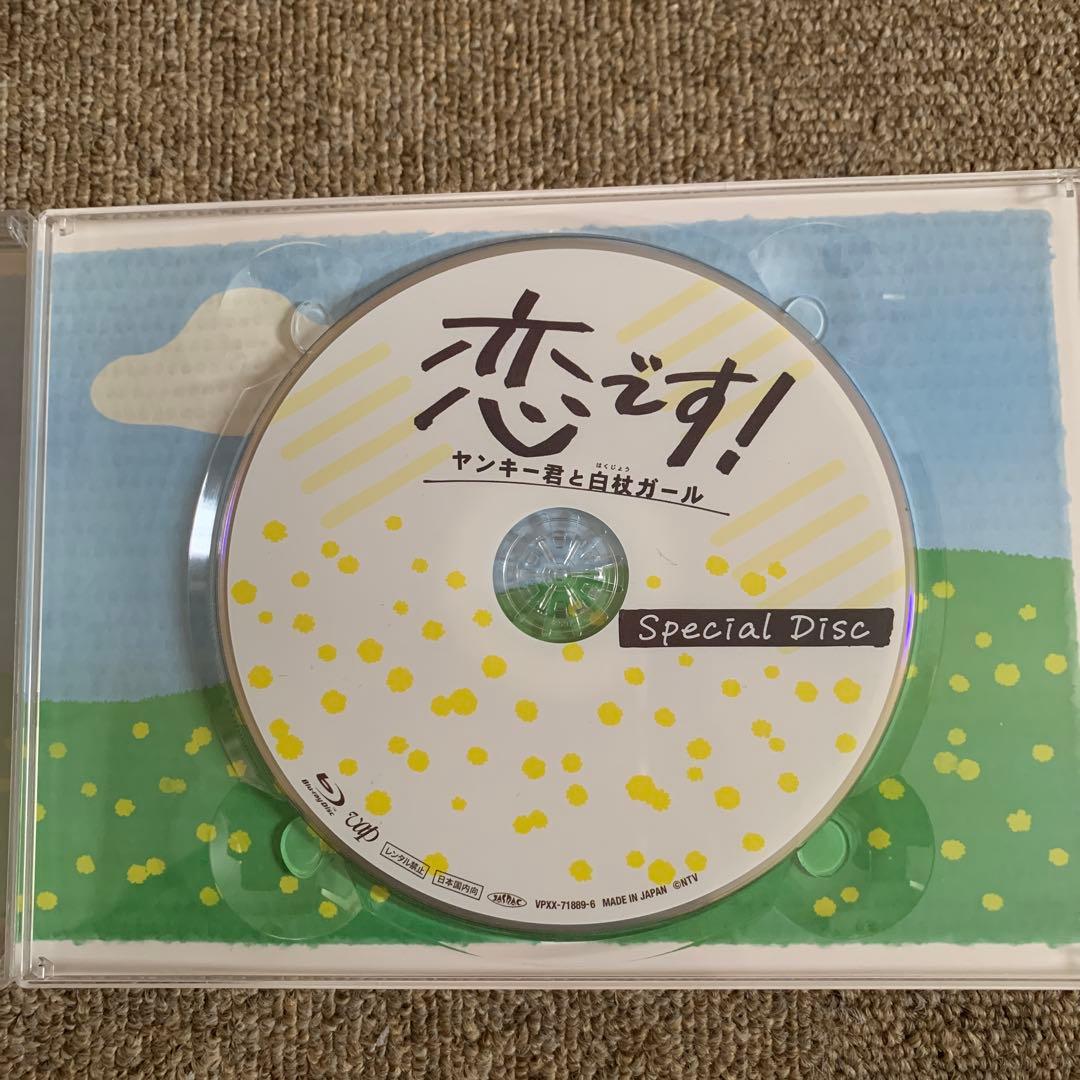 恋です!
はくじょう
ヤンキー君と白杖ガール
Special Disc
Blu-ray Disc
vap
レンタル禁止
日本国内向
JASRAC
VPXX-71889-6 MADE IN JAPAN ©NTV